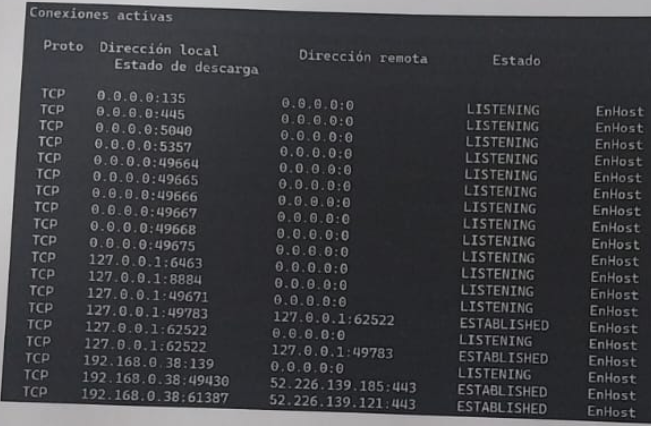 Conexiones activas
Proto Dirección local Dirección remota Estado
Estado de descarga
TCP 0.0.0.0:135 0.0.0.0:0 LISTENING EnHost
TCP 0.0.0.0:445 0.0.0.0:0 LISTENING EnHost
TCP 0.0.0.0:5040 0.0.0.0:0 LISTENING EnHost
TCP 0.0.0.0:5357 0.0.0.0:0 LISTENING EnHost
TCP 0.0.0.0:49664 0.0.0.0:0 LISTENING EnHost
TCP 0.0.0.0:49665 0.0.0.0:0 LISTENING EnHost
TCP 0.0.0.0:49666 0.0.0.0:0 LISTENING EnHost
TCP 0.0.0.0:49667 0.0.0.0:0 LISTENING EnHost
TCP 0.0.0.0:49668 0.0.0.0:0 LISTENING EnHost
TCP 0.0.0.0:49675 0.0.0.0:0 LISTENING EnHost
TCP 127.0.0.1:6463 0.0.0.0:0 LISTENING EnHost
TCP 127.0.0.1:8884 0.0.0.0:0 LISTENING EnHost
TCP 127.0.0.1:49671 0.0.0.0:0 LISTENING EnHost
TCP 127.0.0.1:49783 127.0.0.1:62522 ESTABLISHED EnHost
TCP 127.0.0.1:62522 0.0.0.0:0 LISTENING EnHost
TCP 127.0.0.1:62522 127.0.0.1:49783 ESTABLISHED EnHost
TCP 192.168.0.38:139 0.0.0.0:0 LISTENING EnHost
TCP 192.168.0.38:49430 52.226.139.185:443 ESTABLISHED EnHost
TCP 192.168.0.38:61387 52.226.139.121:443 ESTABLISHED EnHost